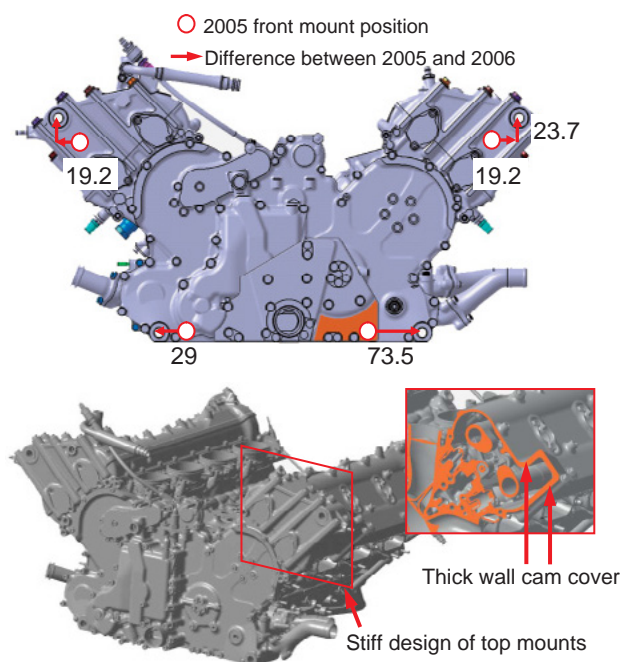 2005 front mount position
Difference between 2005 and 2006
23.7
19.2
19.2
29
73.5
Thick wall cam cover
Stiff design of top mounts